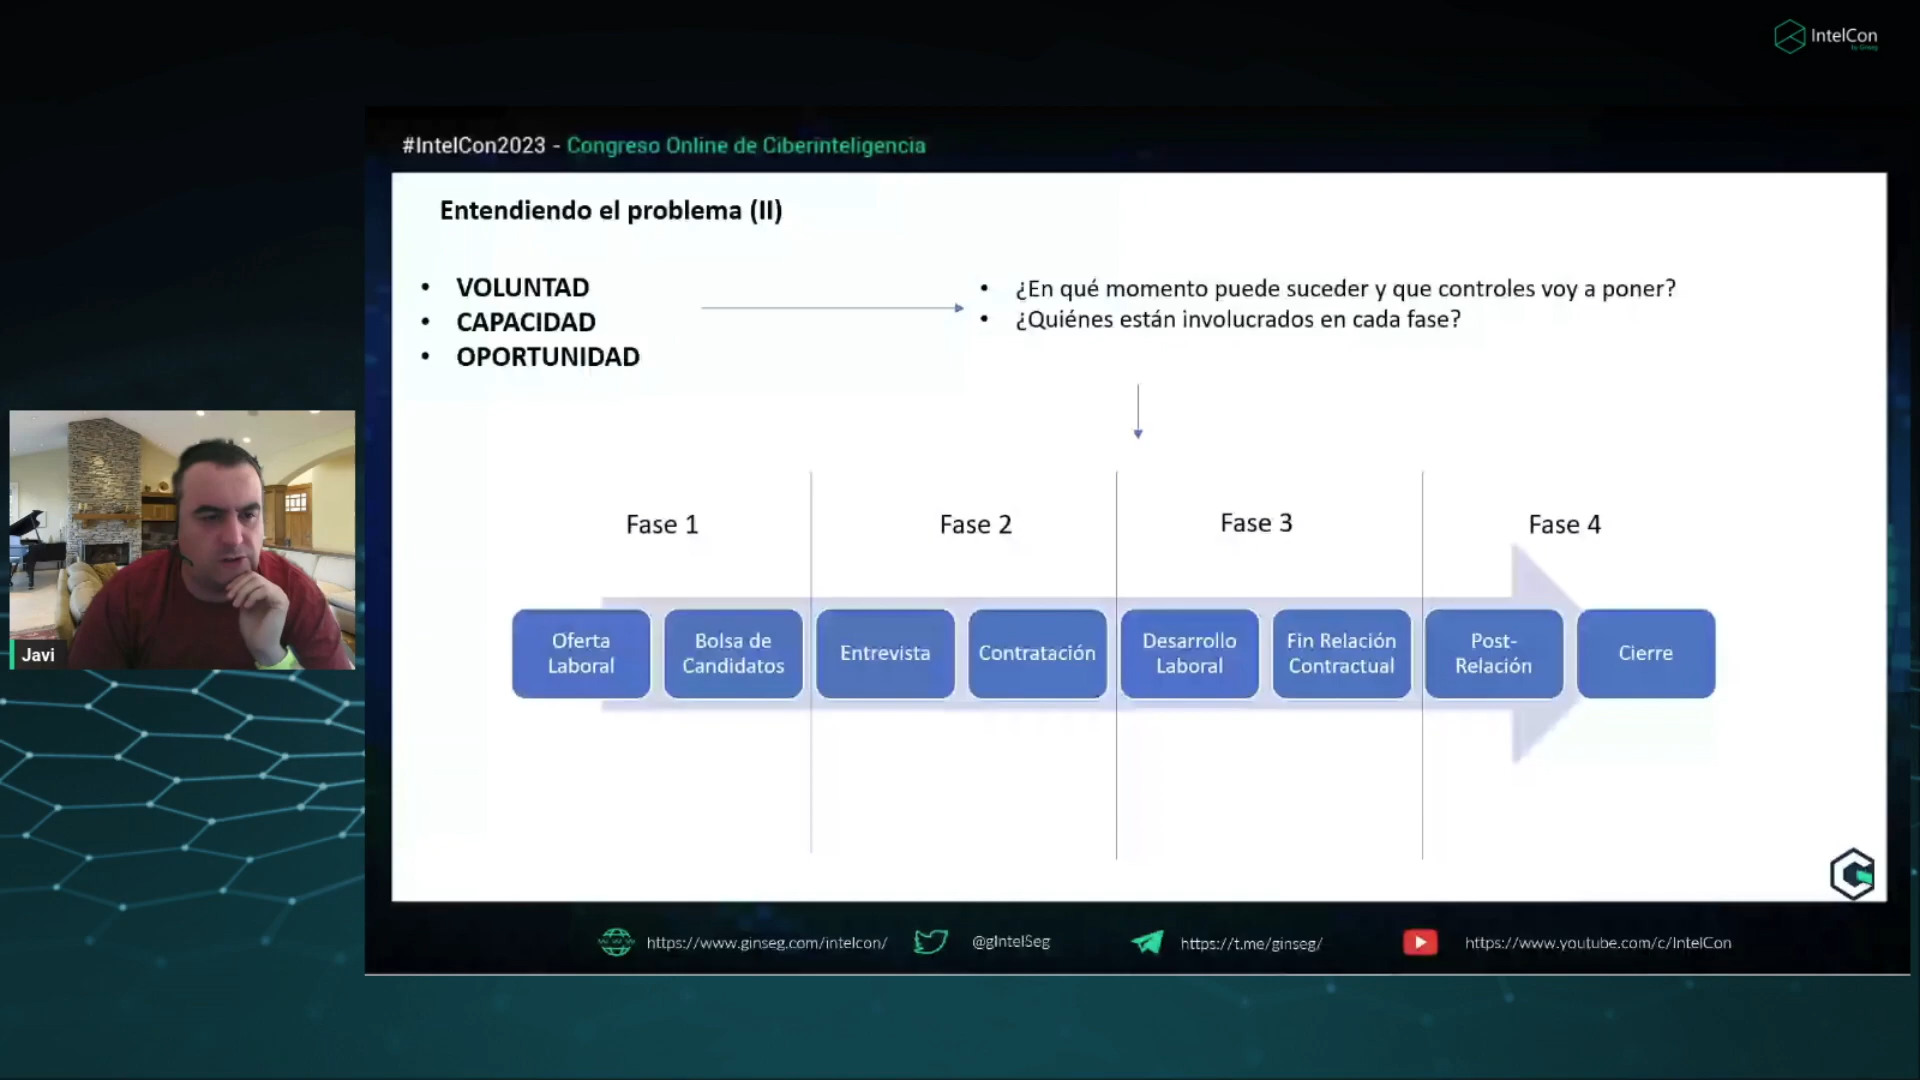 IntelCon
by Ginseg
#IntelCon2023 - Congreso Online de Ciberinteligencia
Entendiendo el problema (II)
• VOLUNTAD
• CAPACIDAD
• OPORTUNIDAD
• ¿En qué momento puede suceder y que controles voy a poner?
• ¿Quiénes están involucrados en cada fase?
Fase 1
Fase 2
Fase 3
Fase 4
Oferta
Laboral
Bolsa de
Candidatos
Entrevista
Contratación
Desarrollo
Laboral
Fin Relación
Contractual
Post-
Relación
Cierre
Javi
https://www.ginseg.com/intelcon/
@gIntelSeg
https://t.me/ginseg/
https://www.youtube.com/c/IntelCon